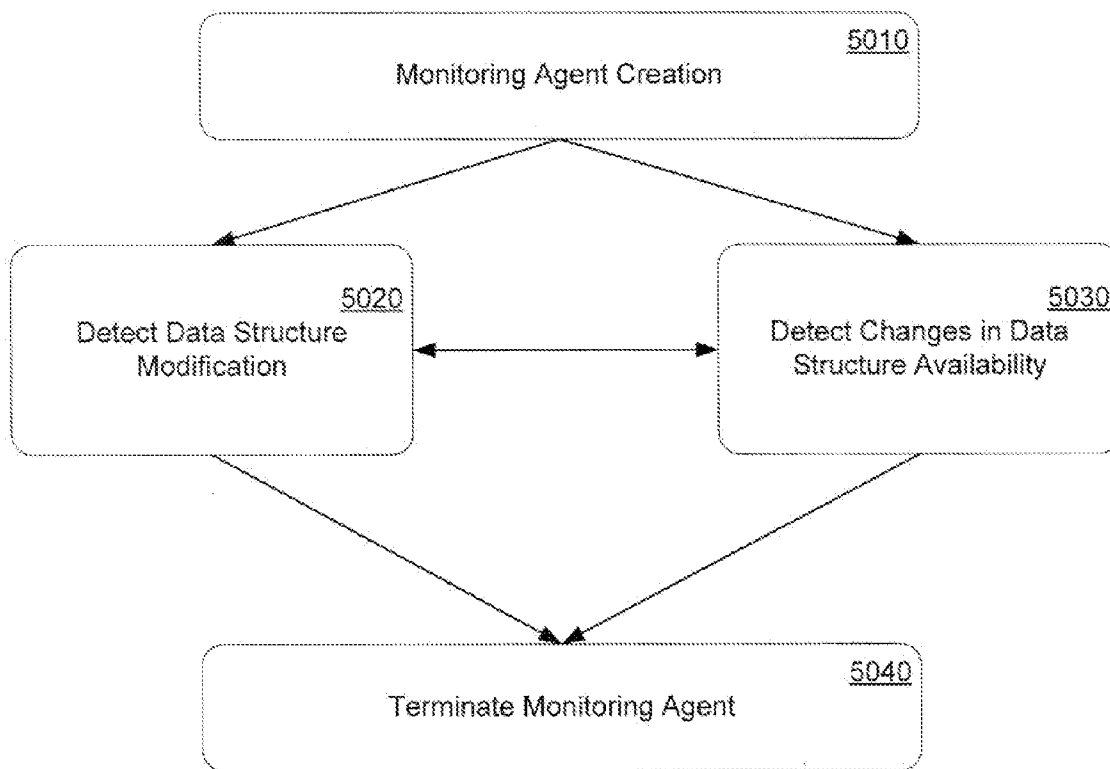 5010
Monitoring Agent Creation
5020
Detect Data Structure
Modification
5030
Detect Changes in Data
Structure Availability
5040
Terminate Monitoring Agent